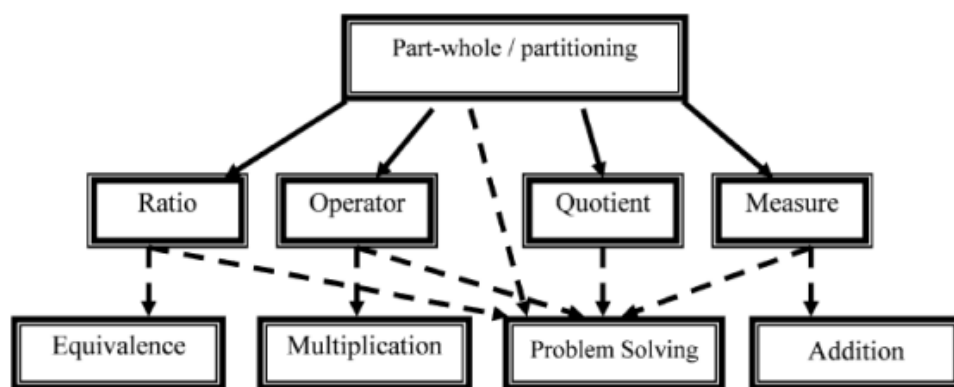 Part-whole / partitioning
Ratio
Operator
Quotient
Measure
Equivalence
Multiplication
Problem Solving
Addition